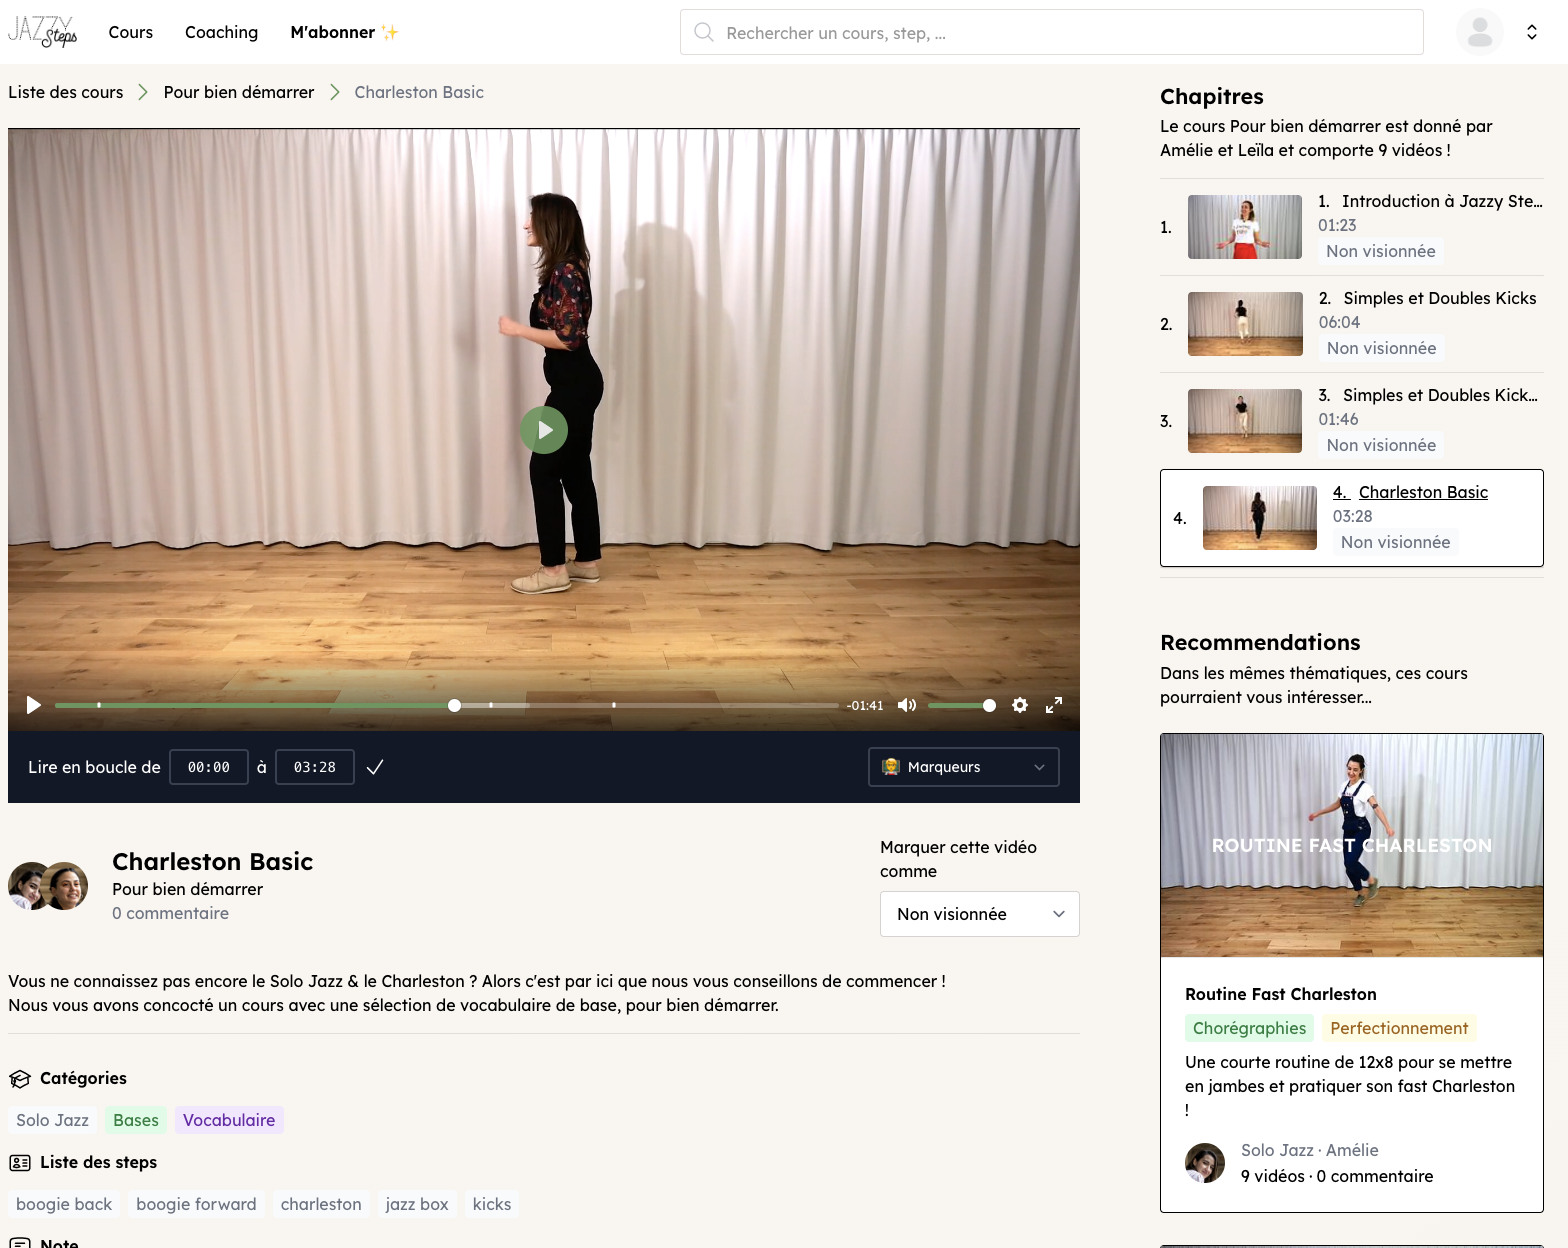 JAZZY Steps
Cours
Coaching
M'abonner ✨
Rechercher un cours, step, ...
Liste des cours
Pour bien démarrer
Charleston Basic
-01:41
Lire en boucle de
00:00
à
03:28
Marqueurs
Charleston Basic
Pour bien démarrer
0 commentaire
Marquer cette vidéo
comme
Non visionnée
Vous ne connaissez pas encore le Solo Jazz & le Charleston ? Alors c'est par ici que nous vous conseillons de commencer !
Nous vous avons concocté un cours avec une sélection de vocabulaire de base, pour bien démarrer.
Catégories
Solo Jazz
Bases
Vocabulaire
Liste des steps
boogie back
boogie forward
charleston
jazz box
kicks
Note
Chapitres
Le cours Pour bien démarrer est donné par
Amélie et Leïla et comporte 9 vidéos !
1.
1. Introduction à Jazzy Ste...
01:23
Non visionnée
2.
2. Simples et Doubles Kicks
06:04
Non visionnée
3.
3. Simples et Doubles Kick...
01:46
Non visionnée
4.
4. Charleston Basic
03:28
Non visionnée
Recommendations
Dans les mêmes thématiques, ces cours
pourraient vous intéresser...
ROUTINE FAST CHARLESTON
Routine Fast Charleston
Chorégraphies
Perfectionnement
Une courte routine de 12x8 pour se mettre
en jambes et pratiquer son fast Charleston
!
Solo Jazz · Amélie
9 vidéos · 0 commentaire